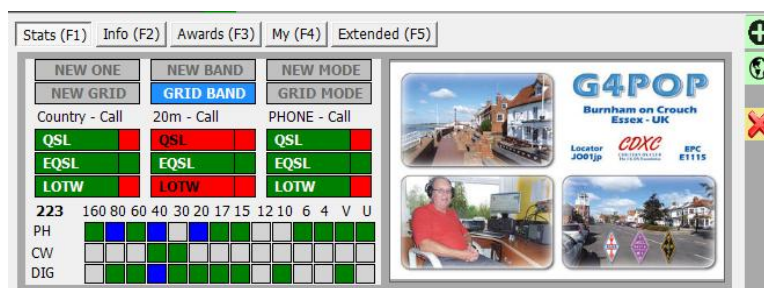 Stats (F1) Info (F2) Awards (F3) My (F4) Extended (F5)
NEW ONE NEW BAND NEW MODE
NEW GRID GRID BAND GRID MODE
Country - Call 20m - Call PHONE - Call
QSL QSL QSL
EQSL EQSL EQSL
LOTW LOTW LOTW
223 160 80 60 40 30 20 17 15 12 10 6 4 V U
PH
CW
DIG
G4POP
Burnham on Crouch
Essex - UK
Locator
JO01jp
CDXC
EPC
E1115